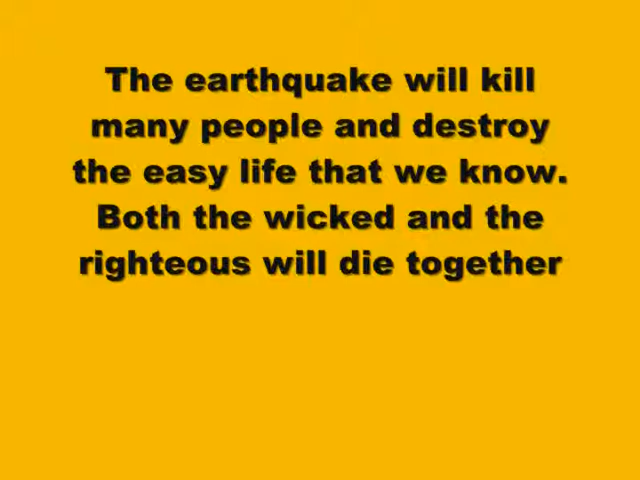 The earthquake will kill
many people and destroy
the easy life that we know.
Both the wicked and the
righteous will die together